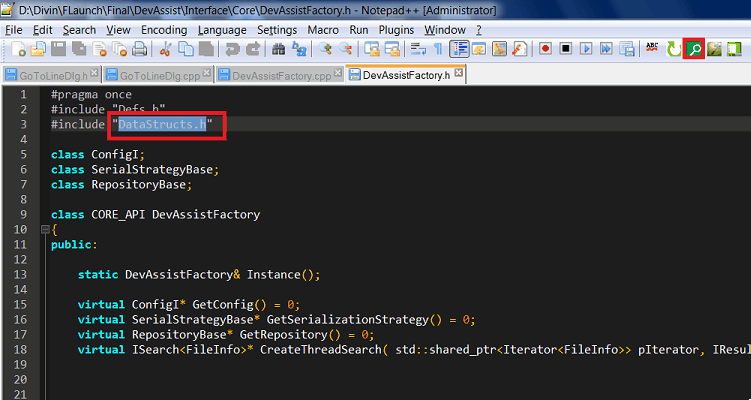 D:\Divin\FLaunch\Final\DevAssist\Interface\Core\DevAssistFactory.h - Notepad++ [Administrator]
File Edit Search View Encoding Language Settings Macro Run Plugins Window ?
ABC
GoToLineDlg.h GoToLineDlg.cpp DevAssistFactory.cpp DevAssistFactory.h
1 #pragma once
2 #include "Defs.h"
3 #include "DataStructs.h"
4
5 class ConfigI;
6 class SerialStrategyBase;
7 class RepositoryBase;
8
9 class CORE_API DevAssistFactory
10 {
11 public:
12
13 static DevAssistFactory& Instance();
14
15 virtual ConfigI* GetConfig() = 0;
16 virtual SerialStrategyBase* GetSerializationStrategy() = 0;
17 virtual RepositoryBase* GetRepository() = 0;
18 virtual ISearch<FileInfo>* CreateThreadSearch( std::shared_ptr<Iterator<FileInfo>> pIterator, IResul
19
20
21